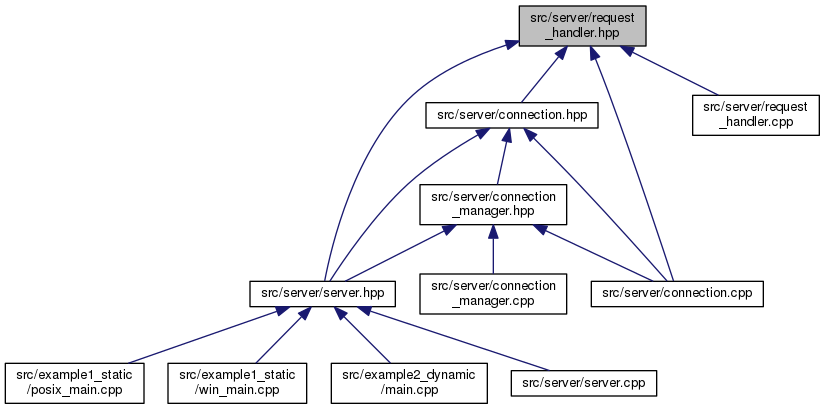 src/server/request
_handler.hpp
src/server/connection.hpp
src/server/request
_handler.cpp
src/server/connection
_manager.hpp
src/server/server.hpp
src/server/connection
_manager.cpp
src/server/connection.cpp
src/example1_static
/posix_main.cpp
src/example1_static
/win_main.cpp
src/example2_dynamic
/main.cpp
src/server/server.cpp